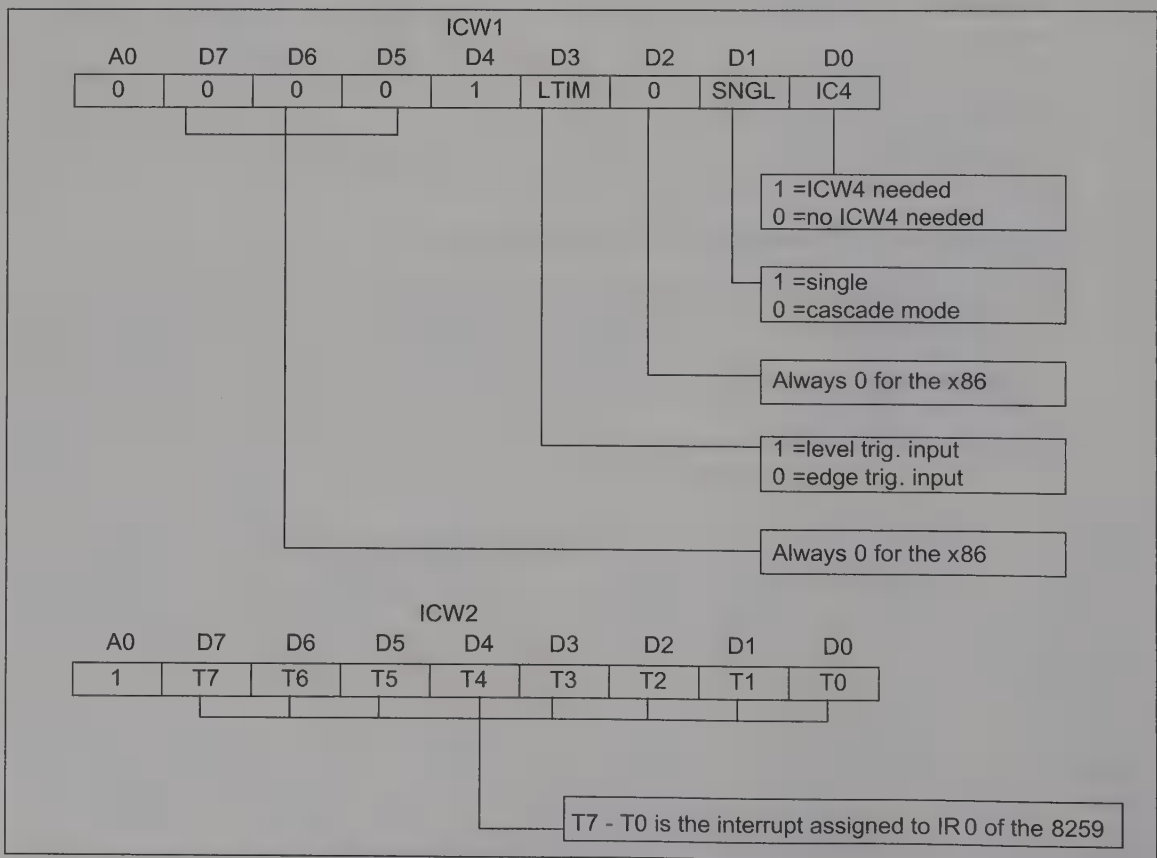 ICW1
A0 D7 D6 D5 D4 D3 D2 D1 D0
0 0 0 0 1 LTIM 0 SNGL IC4
1 =ICW4 needed
0 =no ICW4 needed
1 =single
0 =cascade mode
Always 0 for the x86
1 =level trig. input
0 =edge trig. input
Always 0 for the x86
ICW2
A0 D7 D6 D5 D4 D3 D2 D1 D0
1 T7 T6 T5 T4 T3 T2 T1 T0
T7 - T0 is the interrupt assigned to IR0 of the 8259